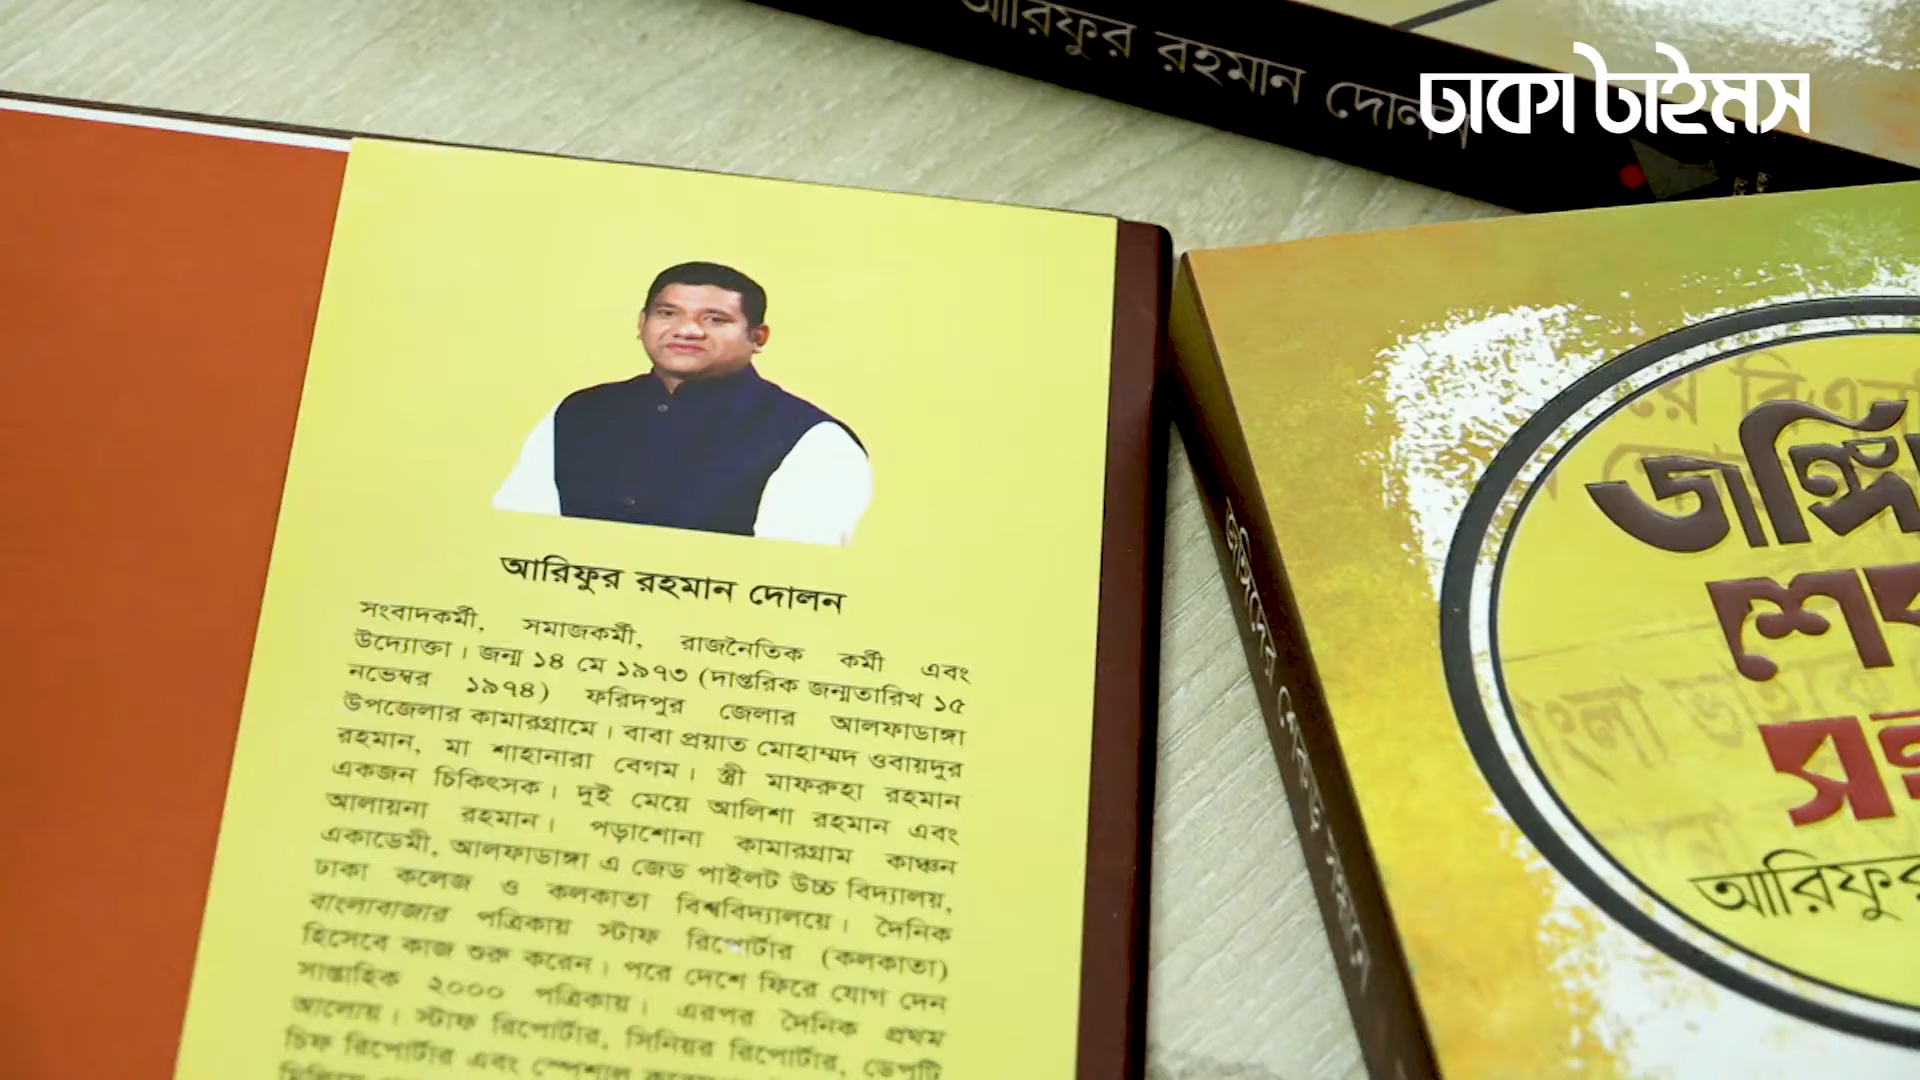 আরিফুর রহমান দোলন
ঢাকা টাইমস
আরিফুর রহমান দোলন
সংবাদকর্মী, সমাজকর্মী, রাজনৈতিক কর্মী এবং
উদ্যোক্তা। জন্ম ১৪ মে ১৯৭৩ (দাপ্তরিক জন্মতারিখ ১৫
নভেম্বর ১৯৭৪) ফরিদপুর জেলার আলফাডাঙ্গা
উপজেলার কামারগ্রামে। বাবা প্রয়াত মোহাম্মদ ওবায়দুর
রহমান, মা শাহানারা বেগম। স্ত্রী মাফরুহা রহমান
একজন চিকিৎসক। দুই মেয়ে আলিশা রহমান এবং
আলায়না রহমান। পড়াশোনা কামারগ্রাম কাঞ্চন
একাডেমী, আলফাডাঙ্গা এ জেড পাইলট উচ্চ বিদ্যালয়,
ঢাকা কলেজ ও কলকাতা বিশ্ববিদ্যালয়ে। দৈনিক
বাংলাবাজার পত্রিকায় স্টাফ রিপোর্টার (কলকাতা)
হিসেবে কাজ শুরু করেন। পরে দেশে ফিরে যোগ দেন
সাপ্তাহিক ২০০০ পত্রিকায়। এরপর দৈনিক প্রথম
আলোয়। স্টাফ রিপোর্টার, সিনিয়র রিপোর্টার, ডেপুটি
চিফ রিপোর্টার এবং স্পেশাল
আরিফুর